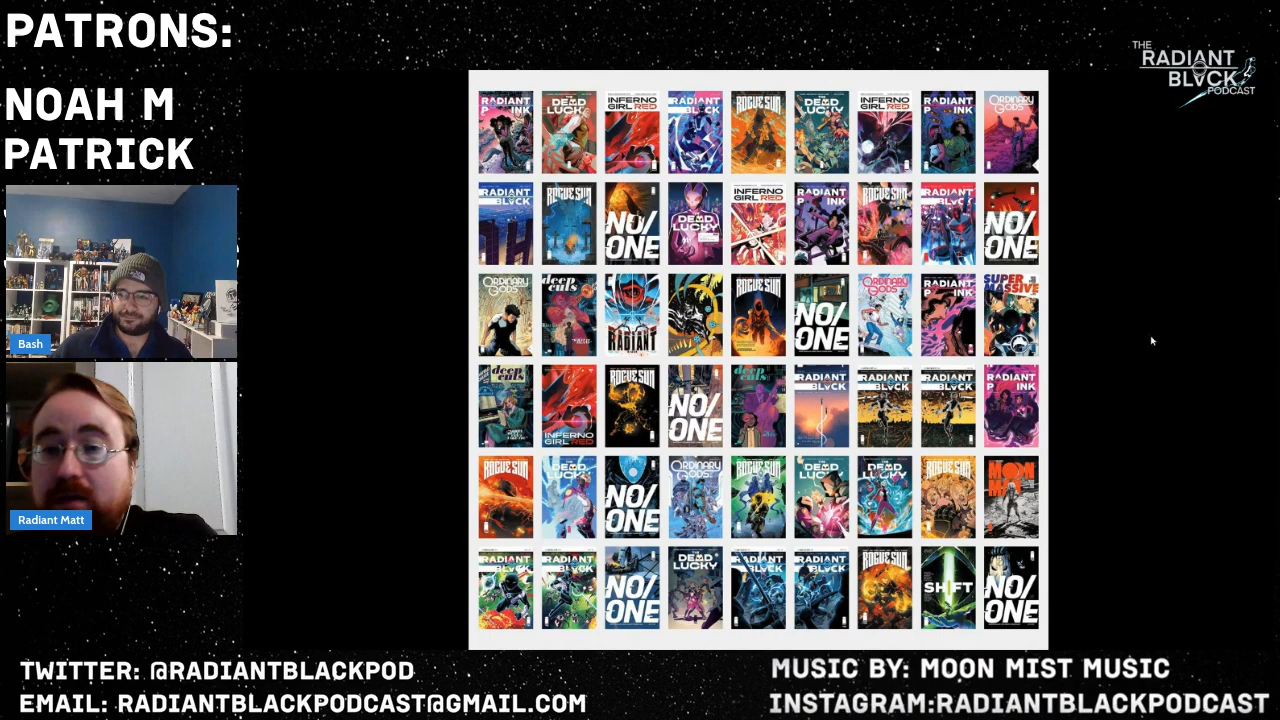 PATRONS:
NOAH M
PATRICK
Bash
Radiant Matt
THE
RADIANT
BLACK
PODCAST
RADIANT PINK
THE DEAD LUCKY
INFERNO GIRL RED
RADIANT BLACK
ROGUE SUN
THE DEAD LUCKY
INFERNO GIRL RED
RADIANT PINK
ORDINARY GODS
RADIANT BLACK
ROGUE SUN
NO/ONE
DEAD LUCKY
INFERNO GIRL RED
RADIANT PINK
ROGUE SUN
RADIANT BLACK
NO/ONE
ORDINARY GODS
deep cuts
RADIANT
ROGUE SUN
NO/ONE
ORDINARY GODS
RADIANT PINK
SUPER MASSIVE
deep cuts
INFERNO GIRL RED
ROGUE SUN
NO/ONE
deep cuts
RADIANT BLACK
RADIANT BLACK
RADIANT BLACK
RADIANT PINK
ROGUE SUN
THE DEAD LUCKY
NO/ONE
ORDINARY GODS
ROGUE SUN
THE DEAD LUCKY
THE DEAD LUCKY
ROGUE SUN
MOON MAN
RADIANT BLACK
RADIANT BLACK
NO/ONE
THE DEAD LUCKY
RADIANT BLACK
RADIANT BLACK
ROGUE SUN
SHIFT
NO/ONE
TWITTER: @RADIANTBLACKPOD
EMAIL: RADIANTBLACKPODCAST@GMAIL.COM
MUSIC BY: MOON MIST MUSIC
INSTAGRAM:RADIANTBLACKPODCAST